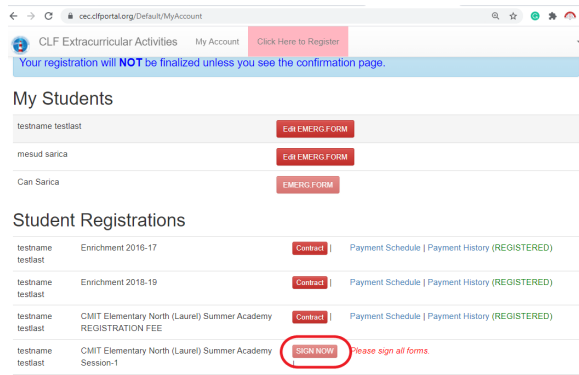 cec.clfportal.org/Default/MyAccount
CLF Extracurricular Activities My Account Click Here to Register
Your registration will NOT be finalized unless you see the confirmation page.
My Students
testname testlast Edit EMERG.FORM
mesud sarica Edit EMERG.FORM
Can Sarica EMERG.FORM
Student Registrations
testname Enrichment 2016-17 Contract | Payment Schedule | Payment History (REGISTERED)
testlast
testname Enrichment 2018-19 Contract | Payment Schedule | Payment History (REGISTERED)
testlast
testname CMIT Elementary North (Laurel) Summer Academy Contract | Payment Schedule | Payment History (REGISTERED)
testlast REGISTRATION FEE
testname CMIT Elementary North (Laurel) Summer Academy SIGN NOW Please sign all forms.
testlast Session-1 |